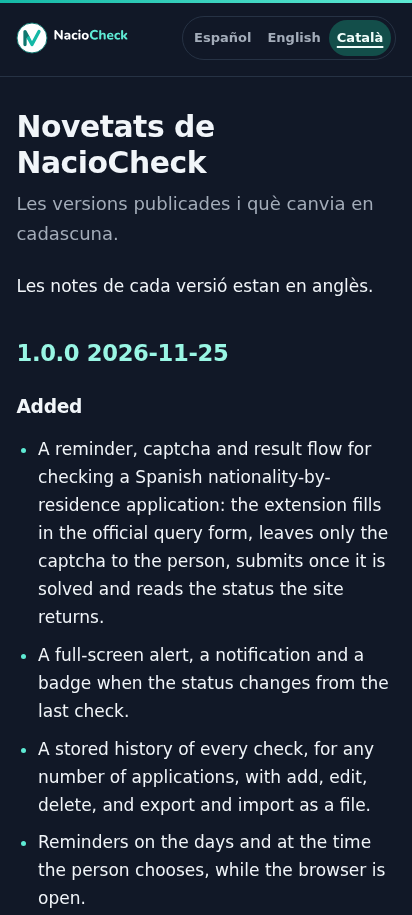 NacioCheck
Español English Català
Novetats de
NacioCheck
Les versions publicades i què canvia en
cadascuna.
Les notes de cada versió estan en anglès.
1.0.0 2026-11-25
Added
A reminder, captcha and result flow for
checking a Spanish nationality-by-
residence application: the extension fills
in the official query form, leaves only the
captcha to the person, submits once it is
solved and reads the status the site
returns.
A full-screen alert, a notification and a
badge when the status changes from the
last check.
A stored history of every check, for any
number of applications, with add, edit,
delete, and export and import as a file.
Reminders on the days and at the time
the person chooses, while the browser is
open.